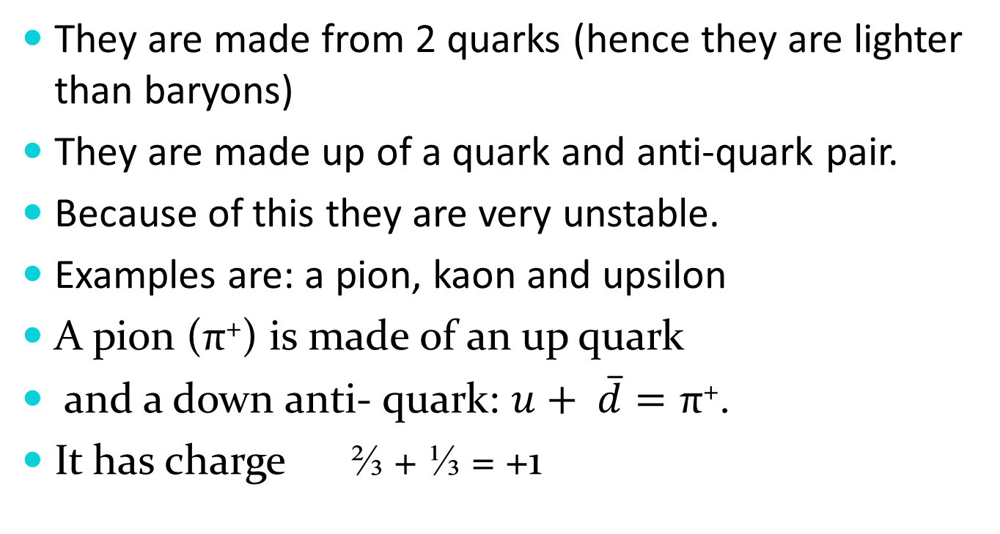 • They are made from 2 quarks (hence they are lighter
than baryons)
• They are made up of a quark and anti-quark pair.
• Because of this they are very unstable.
• Examples are: a pion, kaon and upsilon
• A pion (π⁺) is made of an up quark
• and a down anti- quark: u + d̄ = π⁺.
• It has charge ⅔ + ⅓ = +1